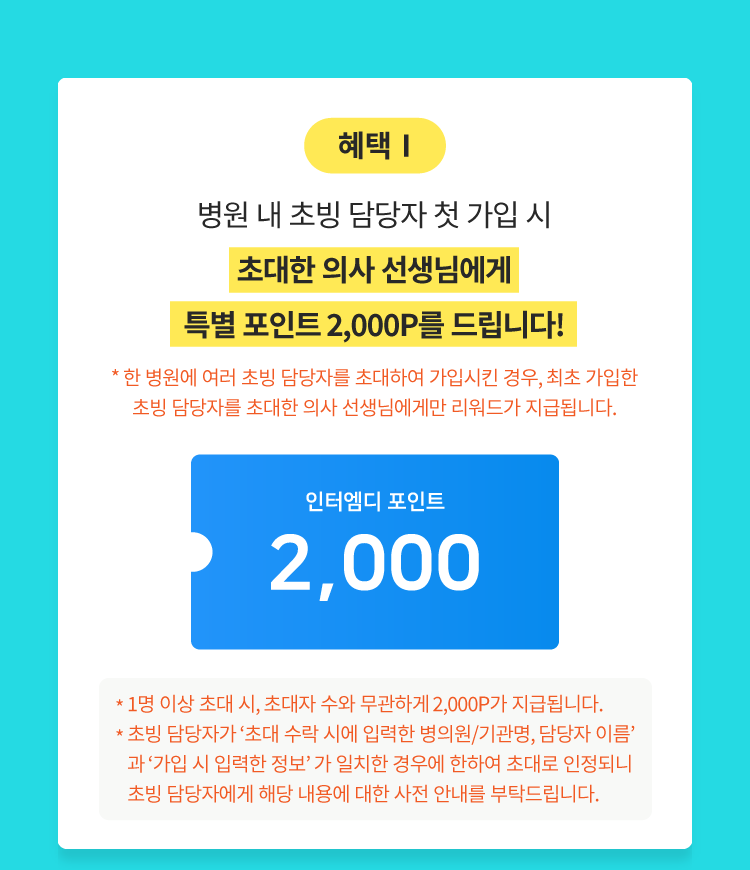 혜택 I
병원 내 초빙 담당자 첫 가입 시
초대한 의사 선생님에게
특별 포인트 2,000P를 드립니다!
* 한 병원에 여러 초빙 담당자를 초대하여 가입시킨 경우, 최초 가입한
초빙 담당자를 초대한 의사 선생님에게만 리워드가 지급됩니다.
인터엠디 포인트
2,000
* 1명 이상 초대 시, 초대자 수와 무관하게 2,000P가 지급됩니다.
* 초빙 담당자가 ‘초대 수락 시에 입력한 병의원/기관명, 담당자 이름’
과 ‘가입 시 입력한 정보’ 가 일치한 경우에 한하여 초대로 인정되니
초빙 담당자에게 해당 내용에 대한 사전 안내를 부탁드립니다.